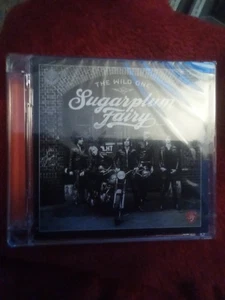 THE WILD ONE
Sugarplum
Fairy